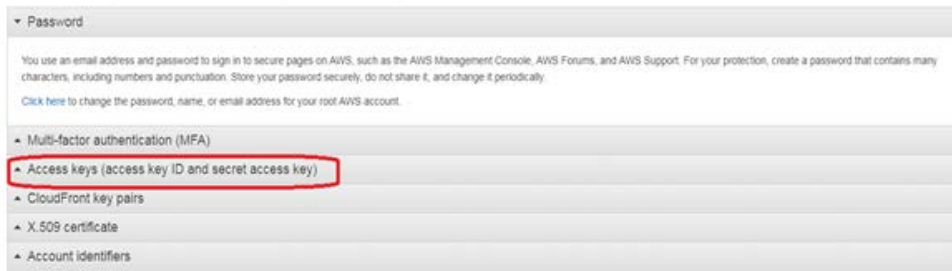 Password
You use an email address and password to sign in to secure pages on AWS, such as the AWS Management Console, AWS Forums, and AWS Support. For your protection, create a password that contains many
characters, including numbers and punctuation. Store your password securely, do not share it, and change it periodically.
Click here to change the password, name, or email address for your root AWS account.
Multi-factor authentication (MFA)
Access keys (access key ID and secret access key)
CloudFront key pairs
X.509 certificate
Account identifiers